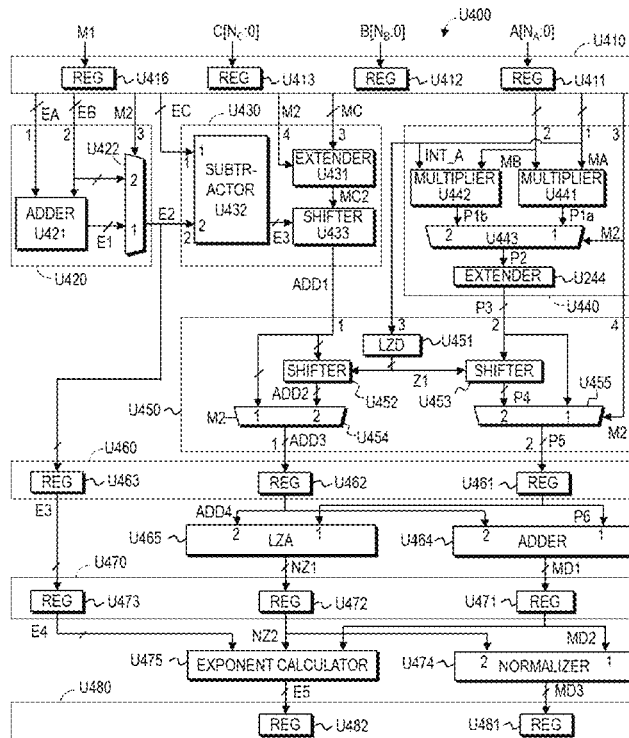 U400
M1
C[NC:0]
B[NB:0]
A[NA:0]
U410
REG
U416
REG
U413
REG
U412
REG
U411
EA
EB
M2
EC
U430
M2
MC
1
2
3
4
3
2
1
3
U422
2
1
ADDER
U421
E1
E2
U420
1
SUBTR-
ACTOR
U432
2
EXTENDER
U431
MC2
E3
SHIFTER
U433
INT_A
MB
MA
MULTIPLIER
U442
MULTIPLIER
U441
P1b
P1a
2
U443
1
M2
P2
EXTENDER
U244
U440
ADD1
P3
1
3
2
4
LZD
U451
SHIFTER
Z1
SHIFTER
U455
ADD2
U452
U453
P4
U450
M2
1
2
U454
2
1
M2
ADD3
1
2
P5
U460
REG
U463
REG
U462
REG
U461
E3
ADD4
P6
U465
2
LZA
1
U464
2
ADDER
1
U470
NZ1
MD1
REG
U473
REG
U472
REG
U471
E4
NZ2
MD2
U475
EXPONENT CALCULATOR
U474
2
NORMALIZER
1
U480
E5
MD3
REG
U482
REG
U481